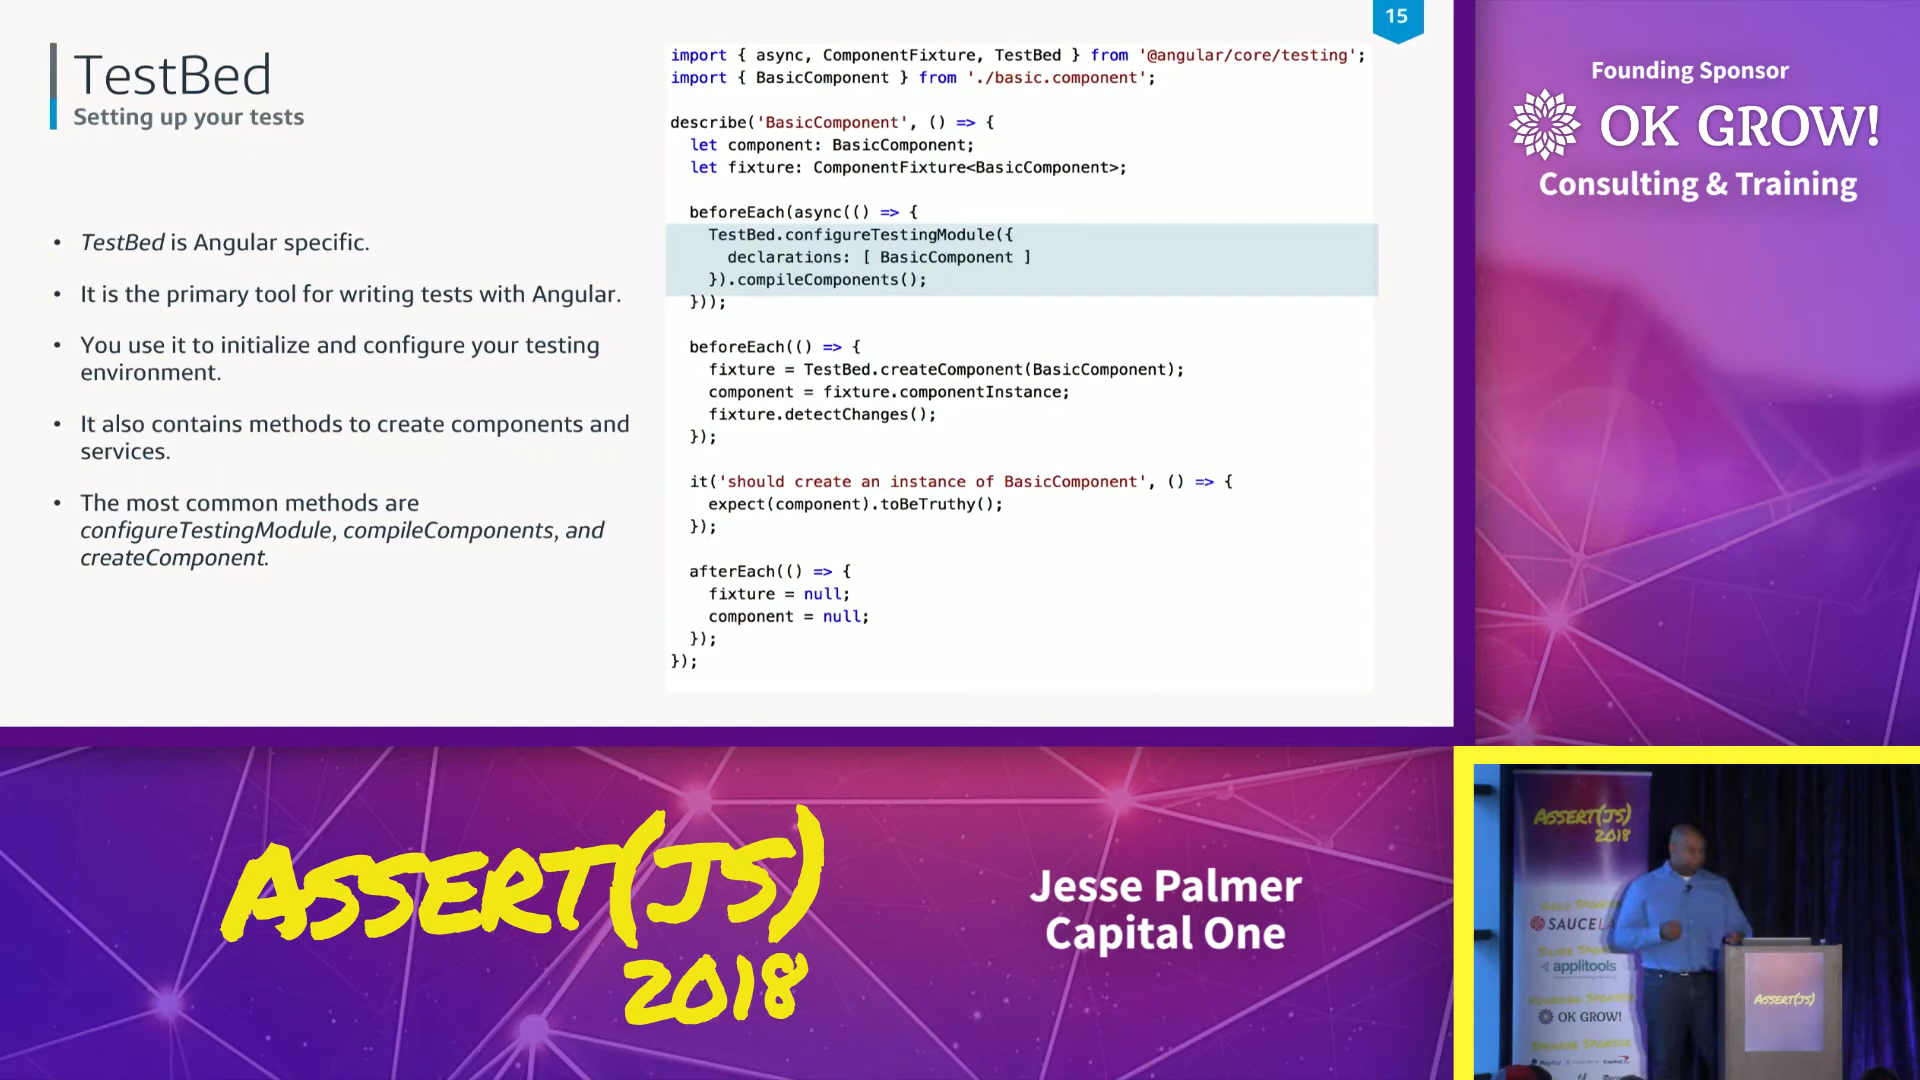 15
TestBed
Setting up your tests
• TestBed is Angular specific.
• It is the primary tool for writing tests with Angular.
• You use it to initialize and configure your testing
environment.
• It also contains methods to create components and
services.
• The most common methods are
configureTestingModule, compileComponents, and
createComponent.
import { async, ComponentFixture, TestBed } from '@angular/core/testing';
import { BasicComponent } from './basic.component';
describe('BasicComponent', () => {
let component: BasicComponent;
let fixture: ComponentFixture<BasicComponent>;
beforeEach(async(() => {
TestBed.configureTestingModule({
declarations: [ BasicComponent ]
}).compileComponents();
}));
beforeEach(() => {
fixture = TestBed.createComponent(BasicComponent);
component = fixture.componentInstance;
fixture.detectChanges();
});
it('should create an instance of BasicComponent', () => {
expect(component).toBeTruthy();
});
afterEach(() => {
fixture = null;
component = null;
});
});
Founding Sponsor
OK GROW!
Consulting & Training
ASSERT(JS)
2018
Jesse Palmer
Capital One
ASSERT(JS)
2018
applitools
OK GROW!
ASSERT(JS)